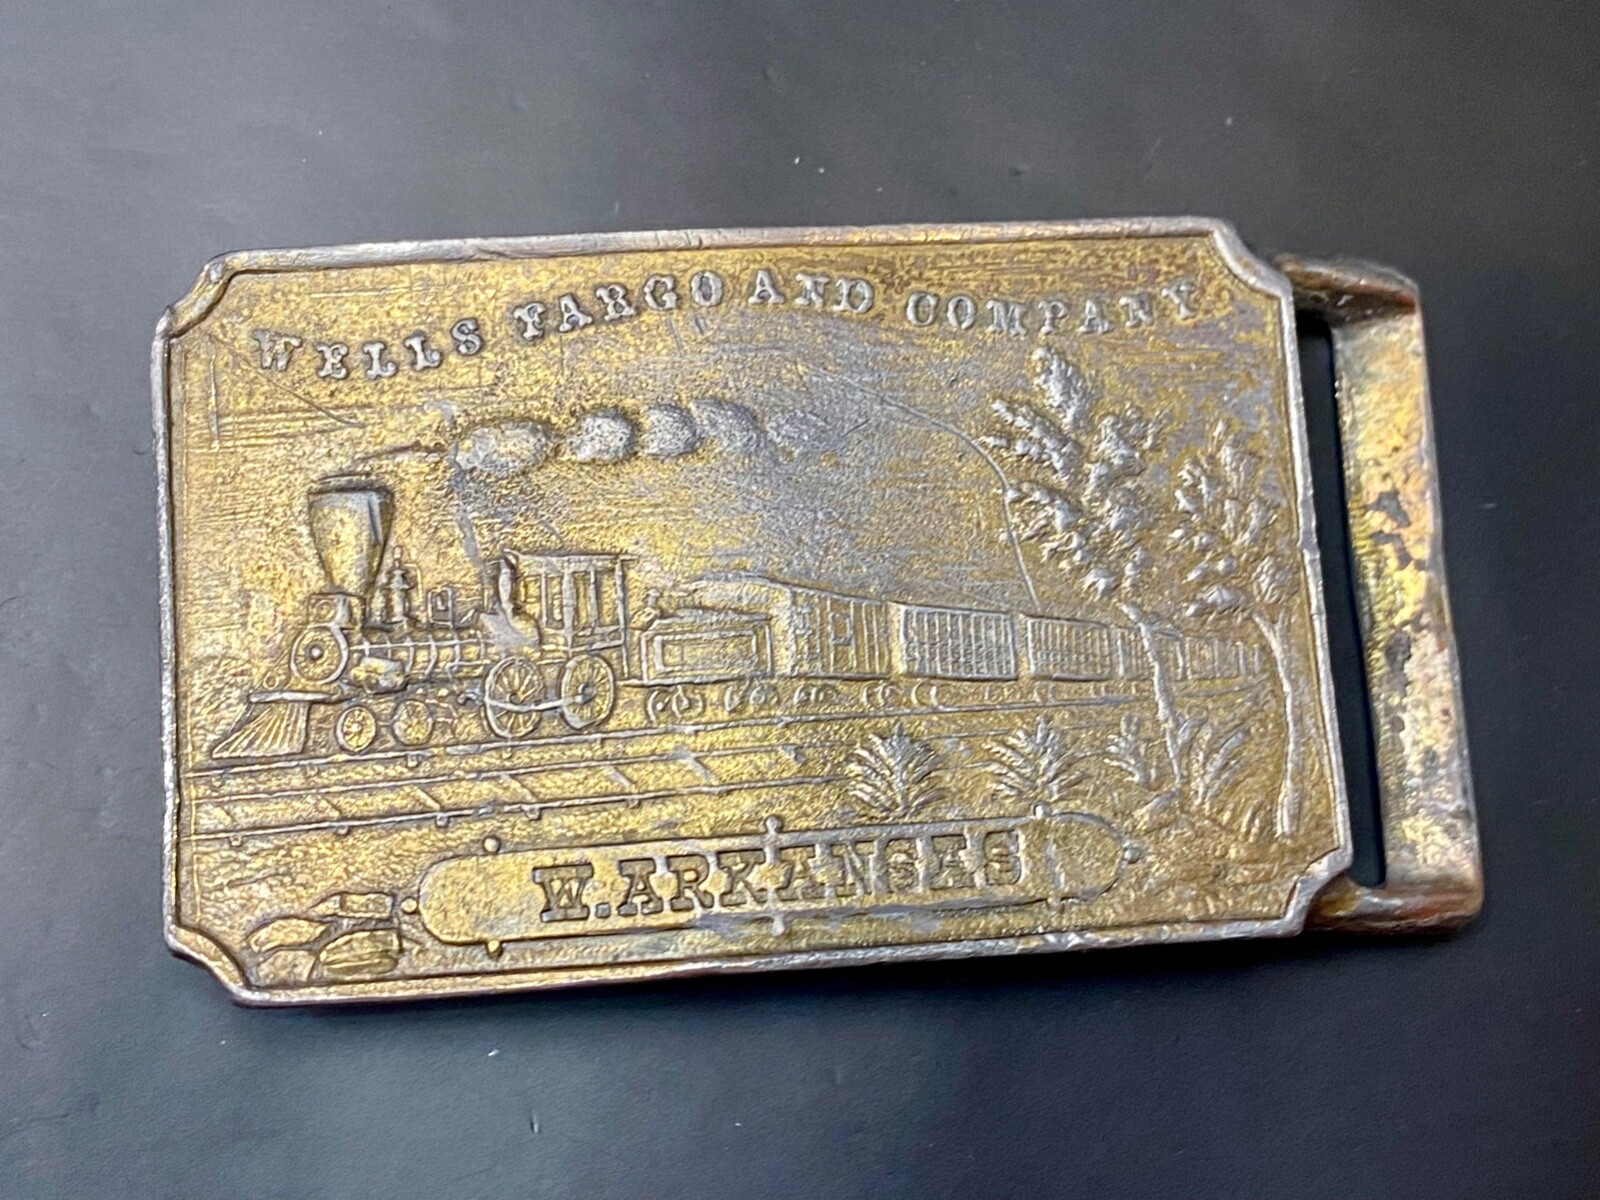 WELLS FARGO AND COMPANY
W.ARKANSAS